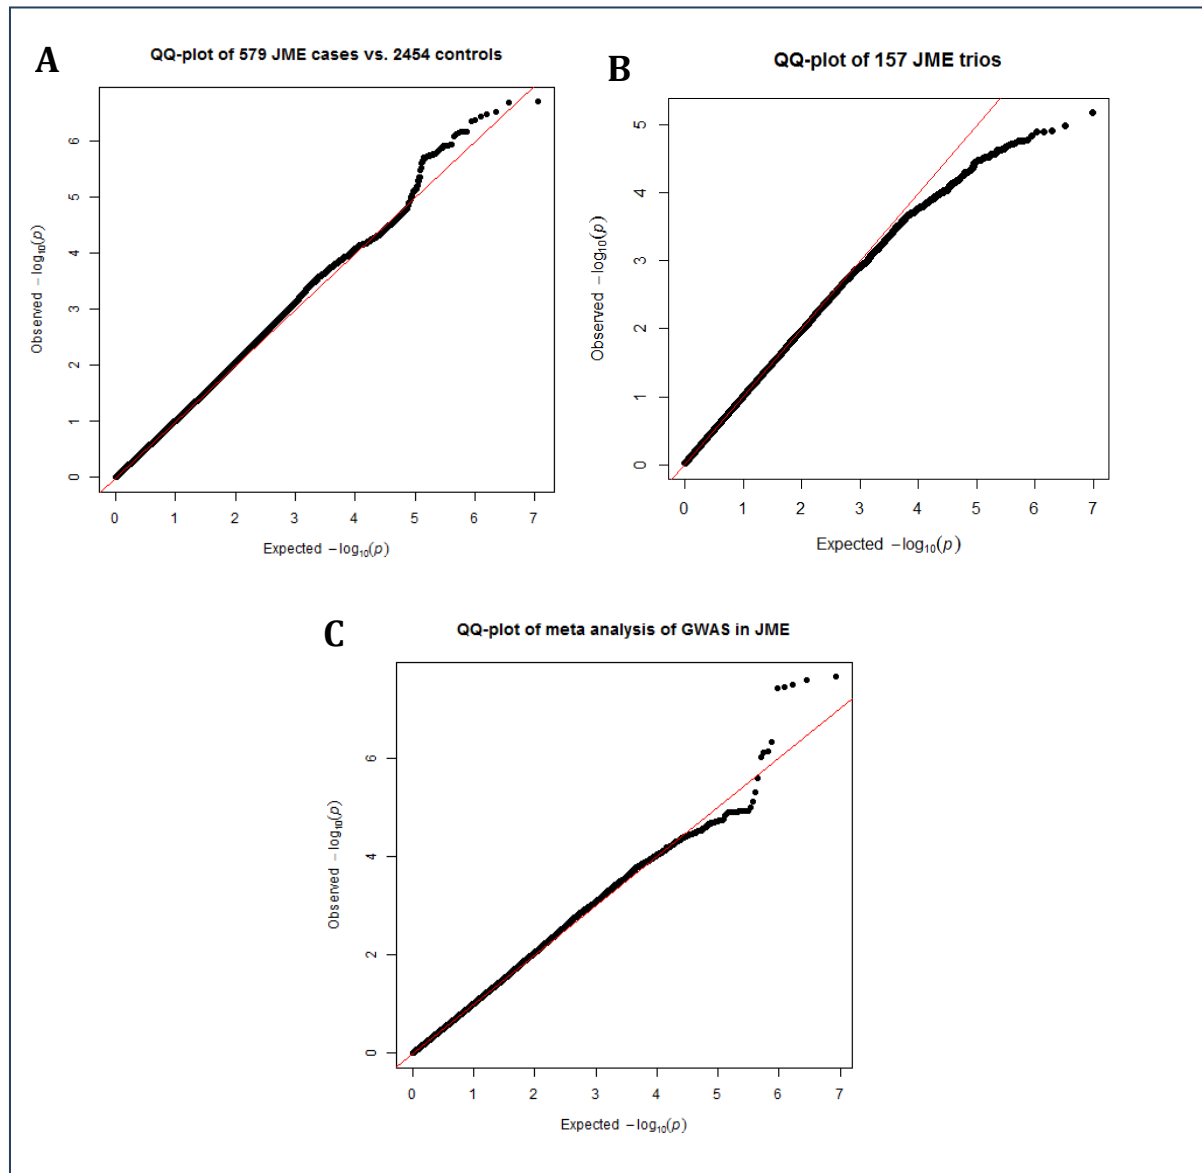 A
QQ-plot of 579 JME cases vs. 2454 controls
Observed −log10(p)
6
5
4
3
2
1
0
0 1 2 3 4 5 6 7
Expected −log10(p)
B
QQ-plot of 157 JME trios
Observed −log10(p)
5
4
3
2
1
0
0 1 2 3 4 5 6 7
Expected −log10(p)
C
QQ-plot of meta analysis of GWAS in JME
Observed −log10(p)
6
4
2
0
0 1 2 3 4 5 6 7
Expected −log10(p)